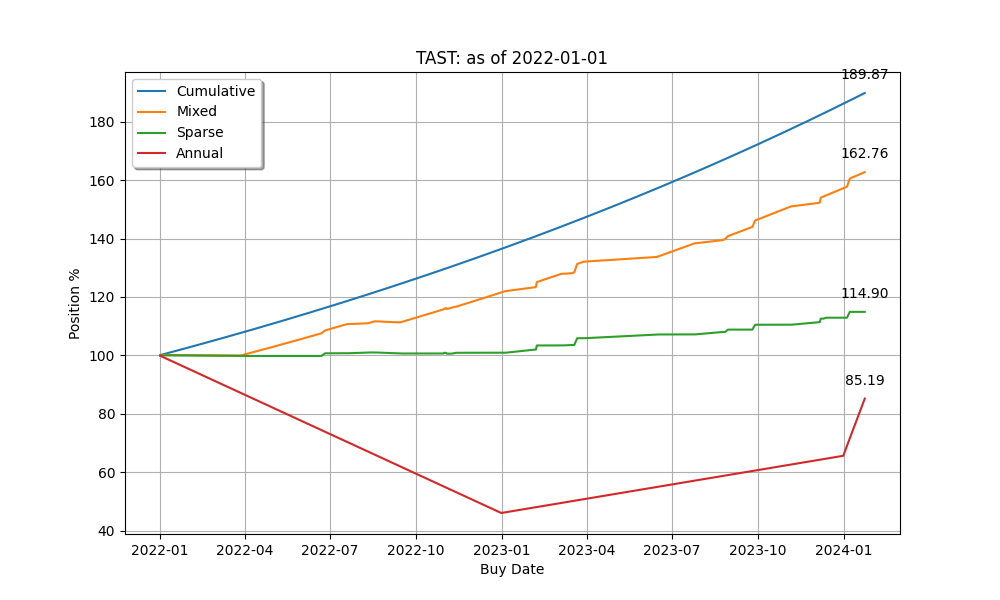 TAST: as of 2022-01-01
189.87
Cumulative
Mixed
Sparse
Annual
162.76
114.90
85.19
Position %
180
160
140
120
100
80
60
40
2022-01 2022-04 2022-07 2022-10 2023-01 2023-04 2023-07 2023-10 2024-01
Buy Date